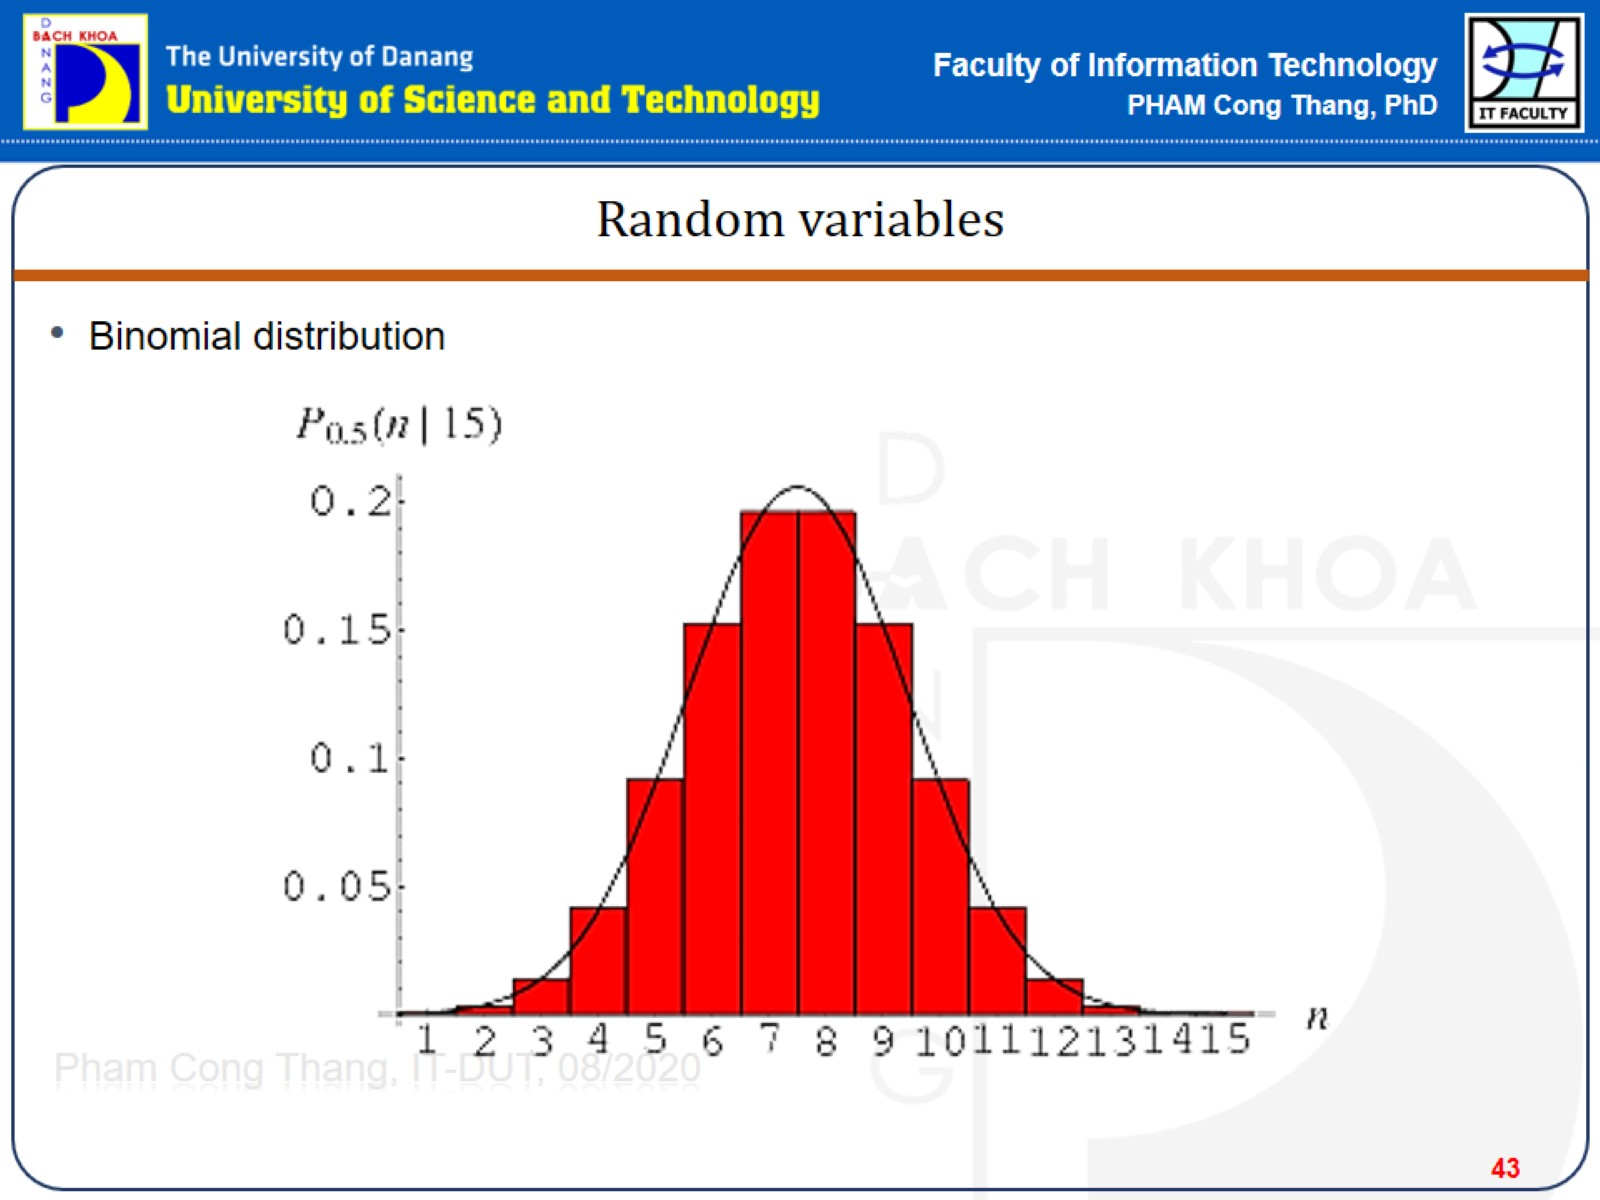 D
BACH KHOA
N
A
N
G
The University of Danang
University of Science and Technology
Faculty of Information Technology
PHAM Cong Thang, PhD
IT FACULTY
Random variables
• Binomial distribution
P0.5(n | 15)
0.2
0.15
0.1
0.05
1 2 3 4 5 6 7 8 9 10 11 12 13 14 15
n
D
BACH KHOA
N
G
Pham Cong Thang, IT-DUT, 08/2020
43